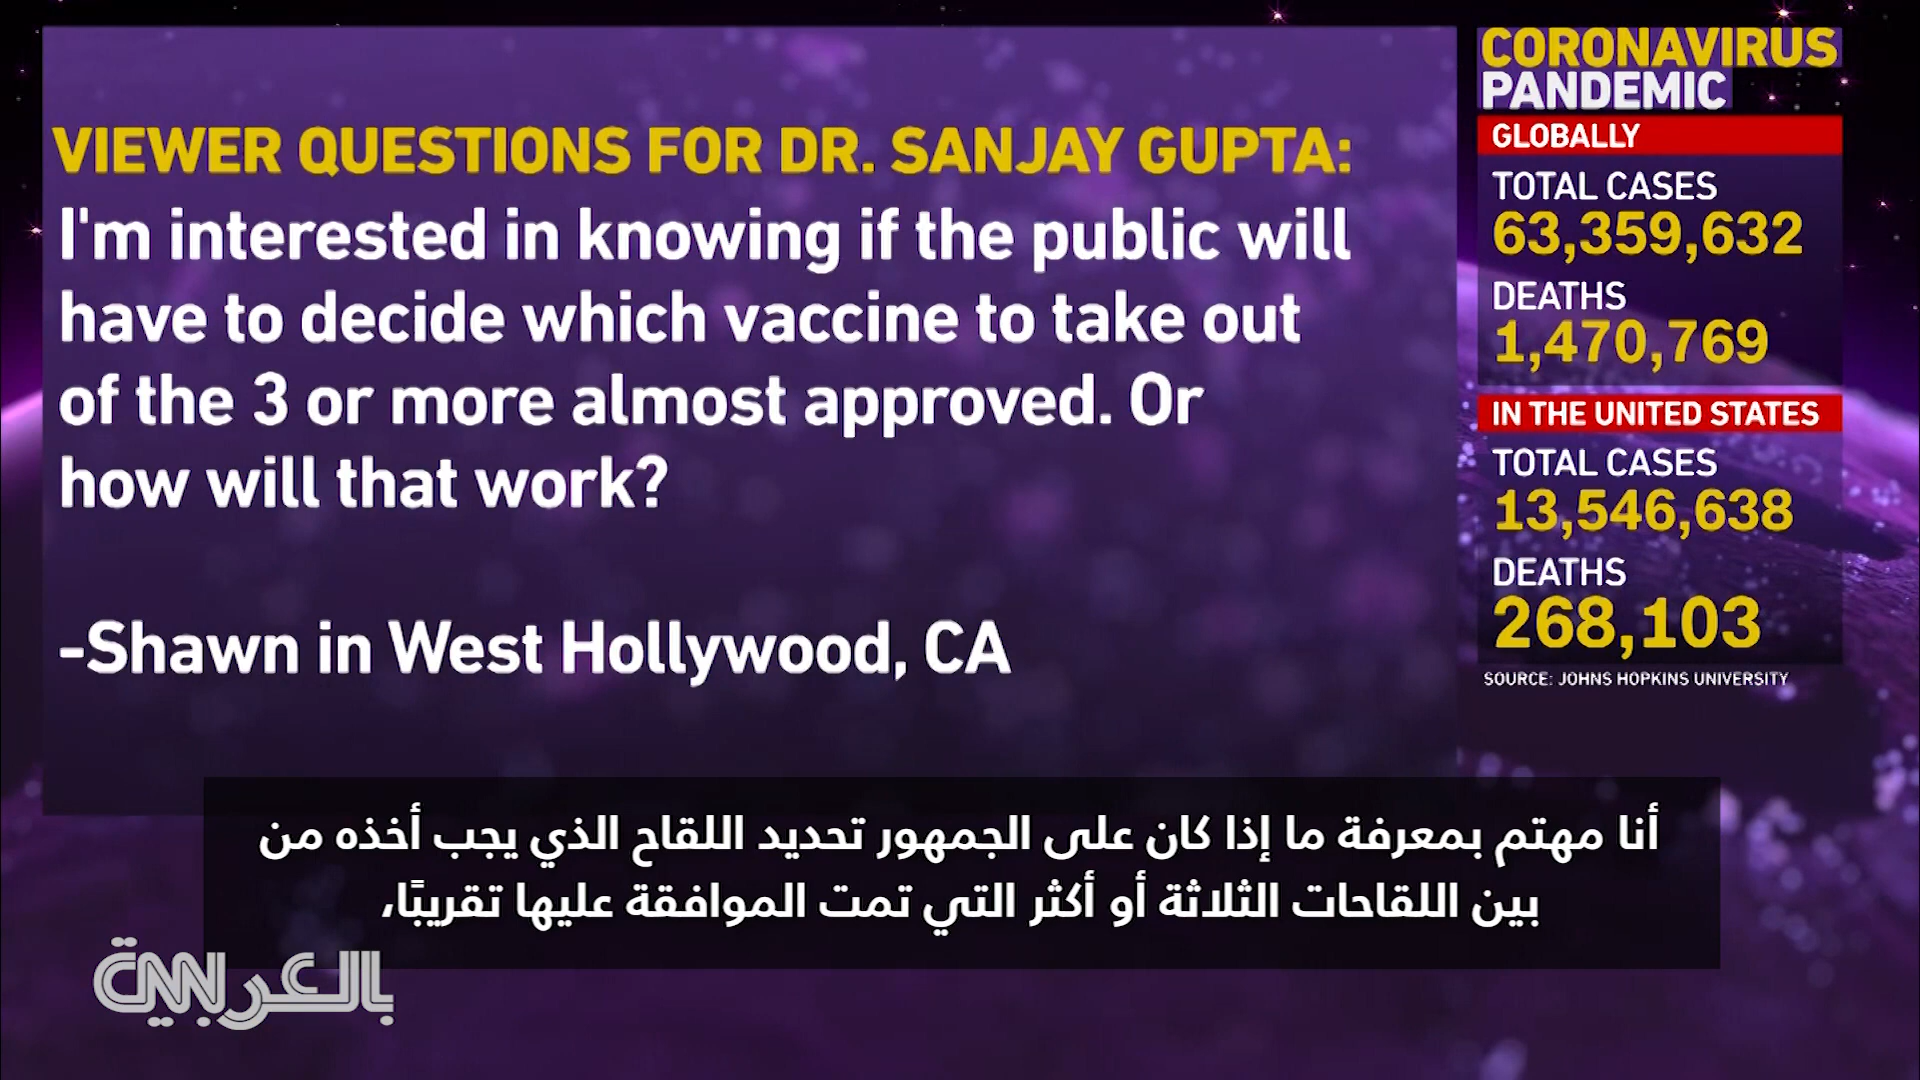 VIEWER QUESTIONS FOR DR. SANJAY GUPTA:
I'm interested in knowing if the public will
have to decide which vaccine to take out
of the 3 or more almost approved. Or
how will that work?
-Shawn in West Hollywood, CA
CORONAVIRUS
PANDEMIC
GLOBALLY
TOTAL CASES
63,359,632
DEATHS
1,470,769
IN THE UNITED STATES
TOTAL CASES
13,546,638
DEATHS
268,103
SOURCE: JOHNS HOPKINS UNIVERSITY
أنا مهتم بمعرفة ما إذا كان على الجمهور تحديد اللقاح الذي يجب أخذه من
بين اللقاحات الثلاثة أو أكثر التي تمت الموافقة عليها تقريبًا،
CNN بالعربية